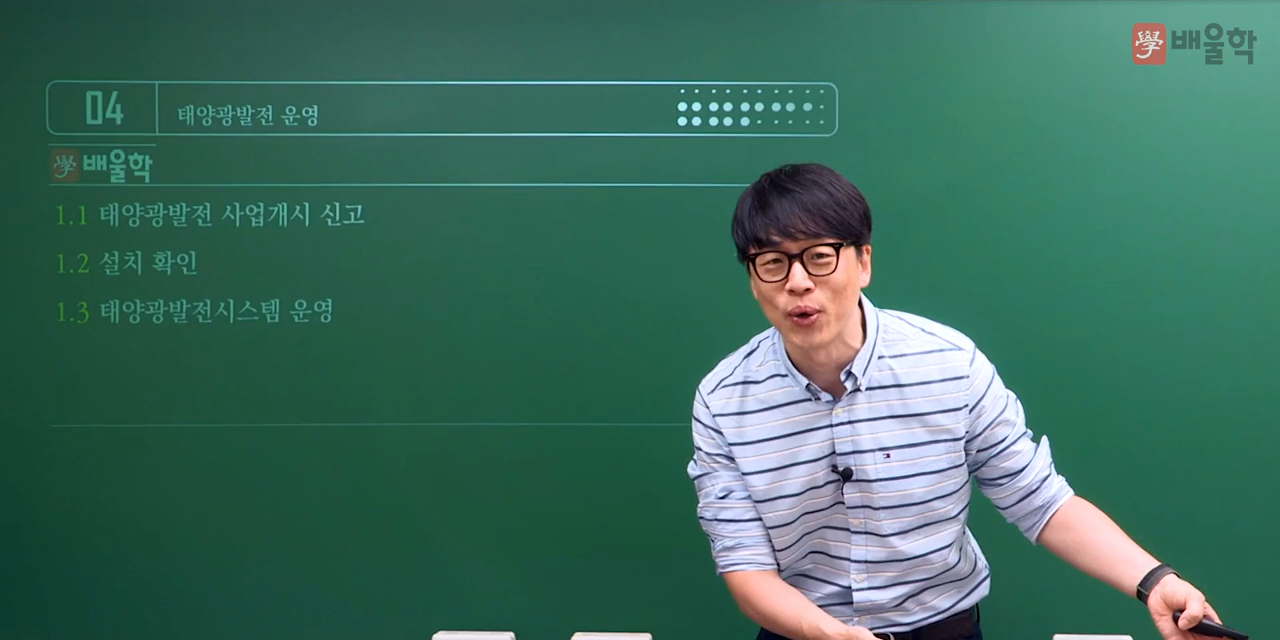 學 배울학
04 태양광발전 운영
學 배울학
1.1 태양광발전 사업개시 신고
1.2 설치 확인
1.3 태양광발전시스템 운영